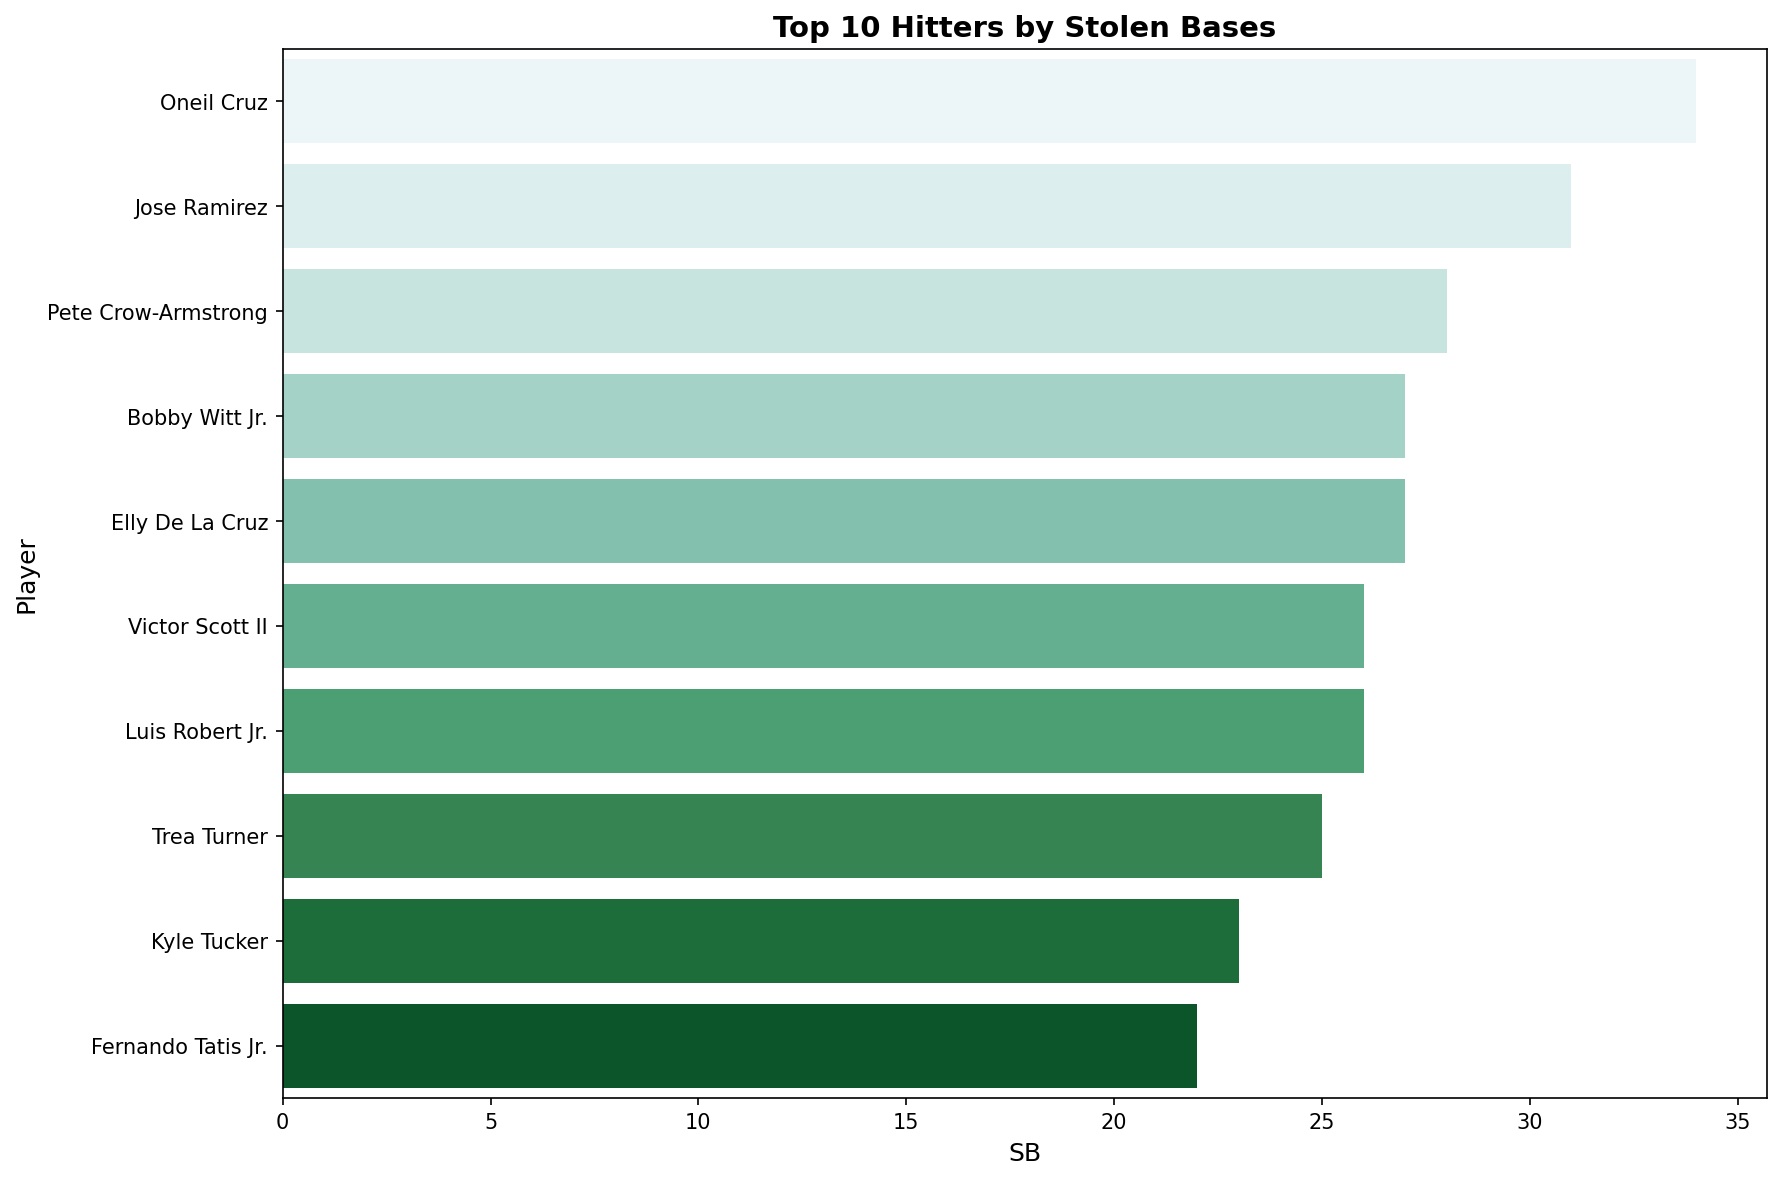 Top 10 Hitters by Stolen Bases
Player
Oneil Cruz
Jose Ramirez
Pete Crow-Armstrong
Bobby Witt Jr.
Elly De La Cruz
Victor Scott II
Luis Robert Jr.
Trea Turner
Kyle Tucker
Fernando Tatis Jr.
0 5 10 15 20 25 30 35
SB